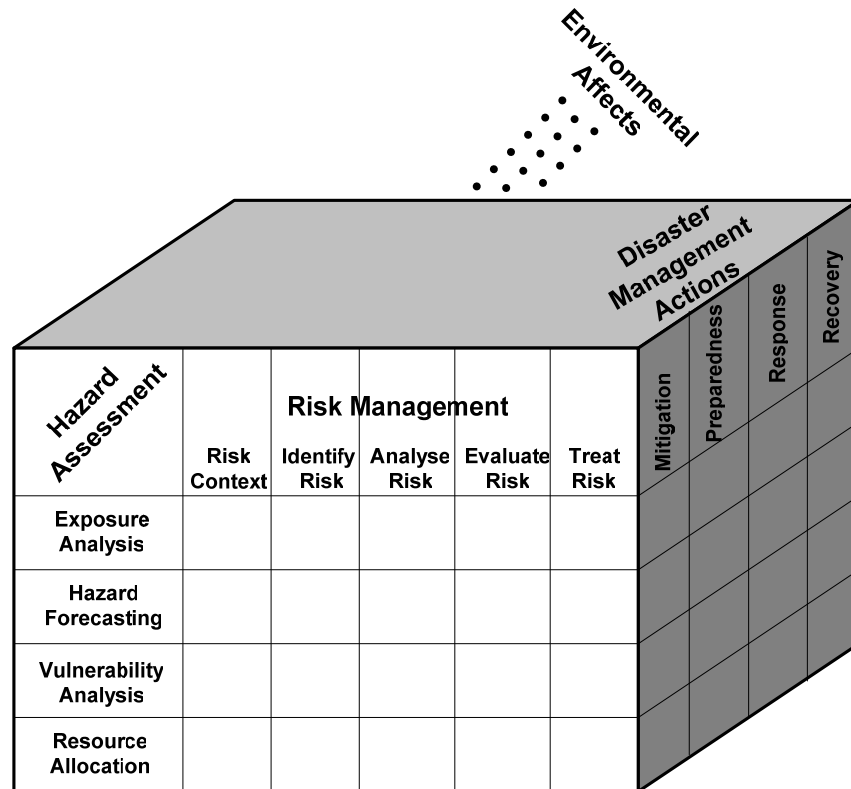 Environmental
Affects
Disaster
Management
Actions
Hazard
Assessment
Risk Management
Risk
Context
Identify
Risk
Analyse
Risk
Evaluate
Risk
Treat
Risk
Mitigation
Preparedness
Response
Recovery
Exposure
Analysis
Hazard
Forecasting
Vulnerability
Analysis
Resource
Allocation